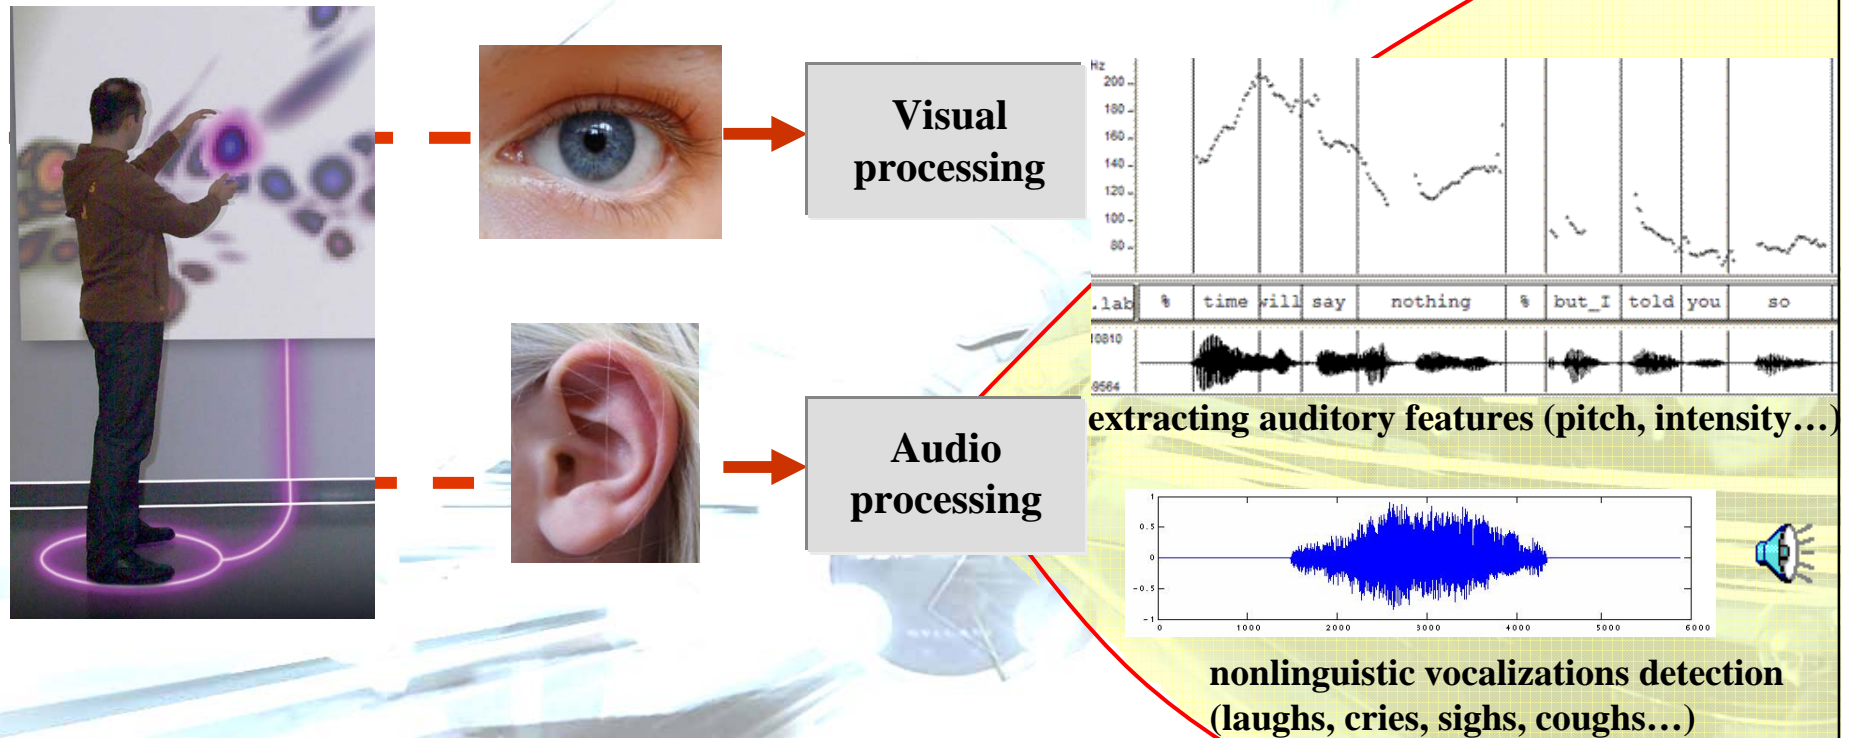 Visual
processing
Hz
200
180
160
140
120
100
80
.lab % time will say nothing % but_I told you so
10810
9564
extracting auditory features (pitch, intensity…)
Audio
processing
1
0.5
0
-0.5
-1
0 1000 2000 3000 4000 5000 6000
nonlinguistic vocalizations detection
(laughs, cries, sighs, coughs…)